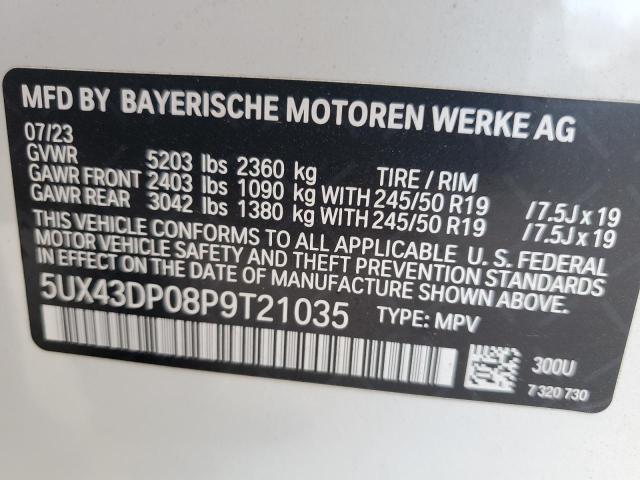 MFD BY BAYERISCHE MOTOREN WERKE AG
07/23
GVWR 5203 lbs 2360 kg TIRE / RIM
GAWR FRONT 2403 lbs 1090 kg WITH 245/50 R19 /7.5J x 19
GAWR REAR 3042 lbs 1380 kg WITH 245/50 R19 /7.5J x 19
THIS VEHICLE CONFORMS TO ALL APPLICABLE U. S. FEDERAL
MOTOR VEHICLE SAFETY AND THEFT PREVENTION STANDARDS
IN EFFECT ON THE DATE OF MANUFACTURE SHOWN ABOVE.
5UX43DP08P9T21035 TYPE: MPV
300U
7 320 730